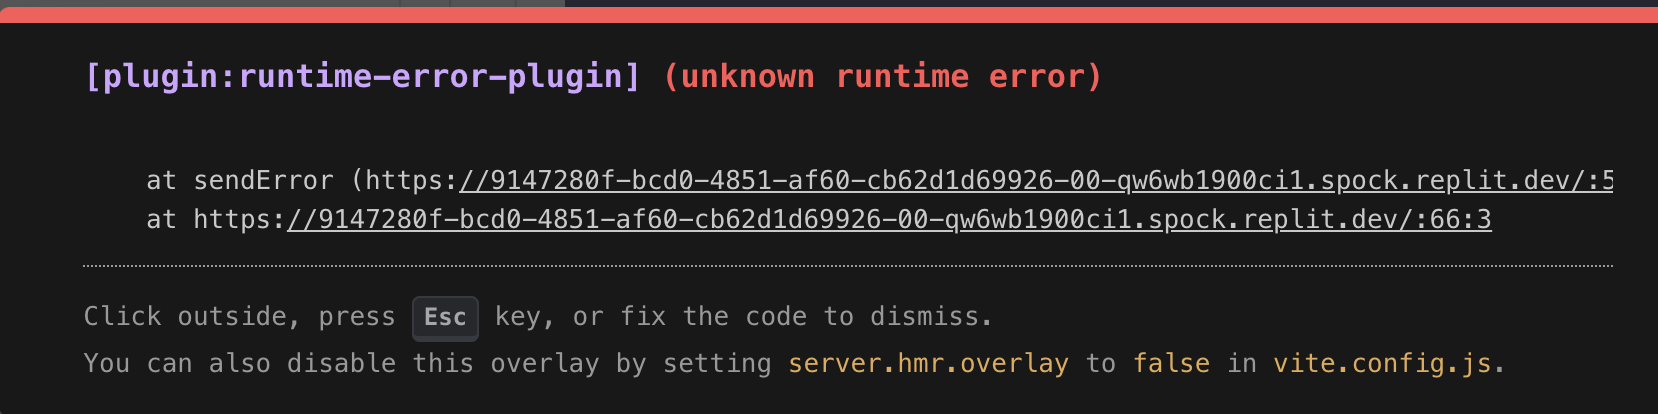 [plugin:runtime-error-plugin] (unknown runtime error)
at sendError (https://9147280f-bcd0-4851-af60-cb62d1d69926-00-qw6wb1900ci1.spock.replit.dev/:5
at https://9147280f-bcd0-4851-af60-cb62d1d69926-00-qw6wb1900ci1.spock.replit.dev/:66:3
Click outside, press Esc key, or fix the code to dismiss.
You can also disable this overlay by setting server.hmr.overlay to false in vite.config.js.